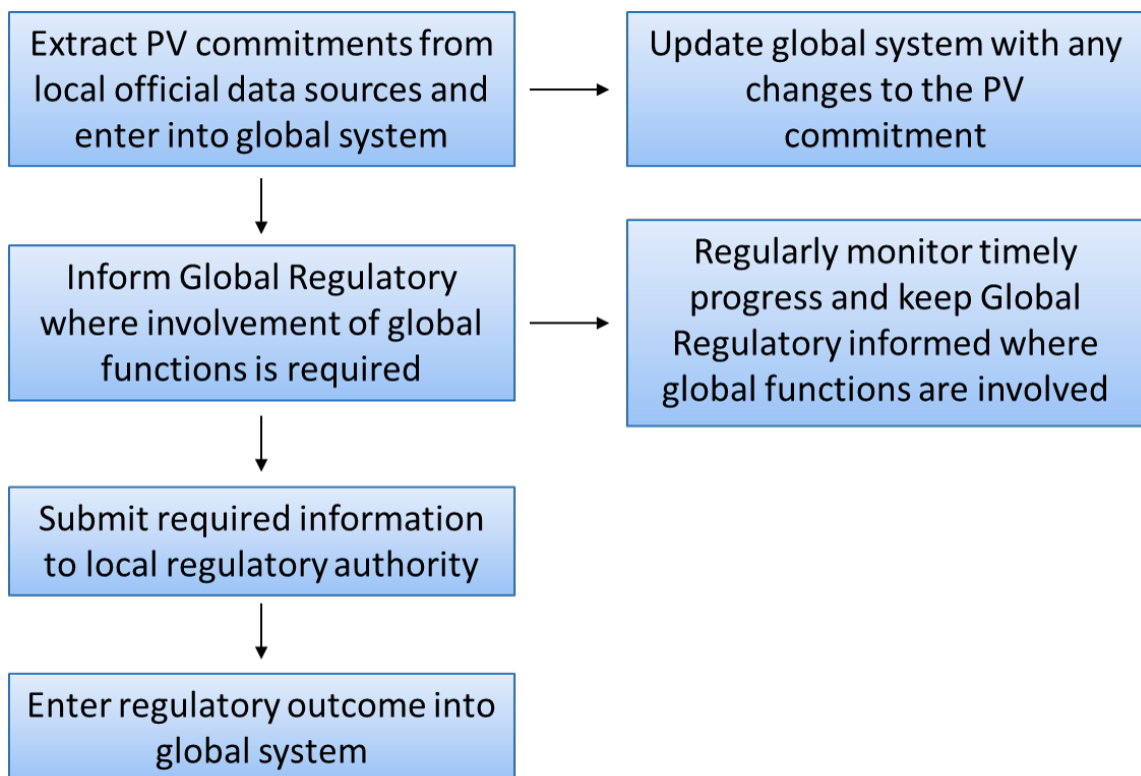 Extract PV commitments from
local official data sources and
enter into global system
Update global system with any
changes to the PV
commitment
Inform Global Regulatory
where involvement of global
functions is required
Regularly monitor timely
progress and keep Global
Regulatory informed where
global functions are involved
Submit required information
to local regulatory authority
Enter regulatory outcome into
global system